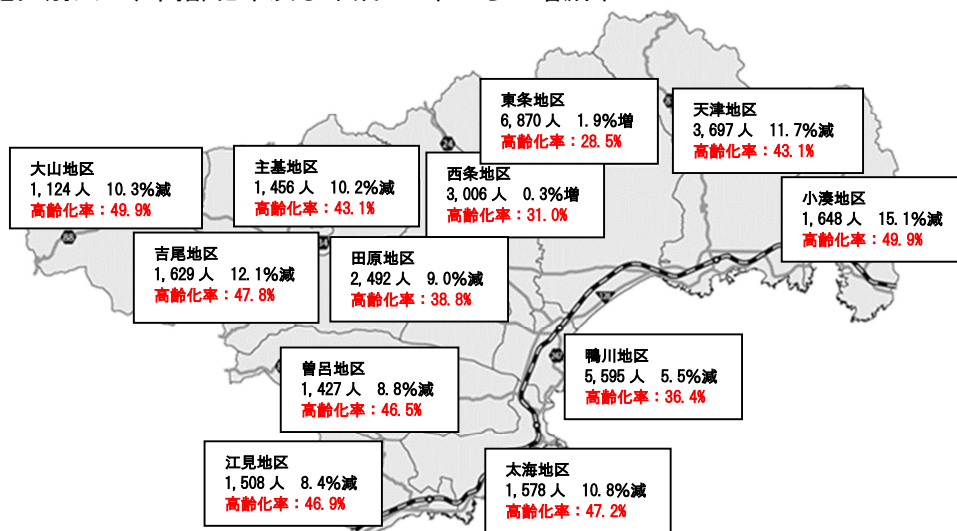 東条地区
6,870人 1.9%増
高齢化率：28.5%
天津地区
3,697人 11.7%減
高齢化率：43.1%
大山地区
1,124人 10.3%減
高齢化率：49.9%
主基地区
1,456人 10.2%減
高齢化率：43.1%
西条地区
3,006人 0.3%増
高齢化率：31.0%
小湊地区
1,648人 15.1%減
高齢化率：49.9%
吉尾地区
1,629人 12.1%減
高齢化率：47.8%
田原地区
2,492人 9.0%減
高齢化率：38.8%
曽呂地区
1,427人 8.8%減
高齢化率：46.5%
鴨川地区
5,595人 5.5%減
高齢化率：36.4%
江見地区
1,508人 8.4%減
高齢化率：46.9%
太海地区
1,578人 10.8%減
高齢化率：47.2%